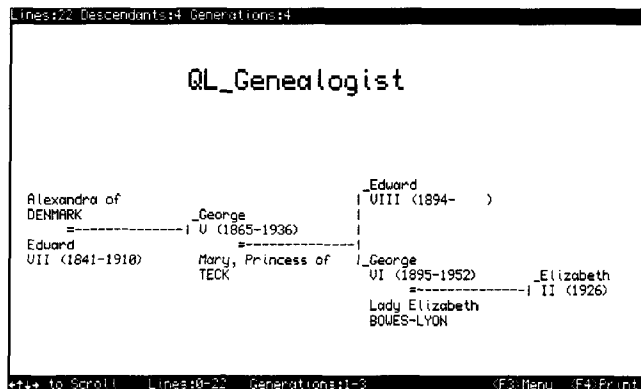 Lines:22 Descendants:4 Generations:4
QL_Genealogist
_Edward
VIII (1894-    )
Alexandra of
DENMARK
_George
V (1865-1936)
Eduard
VII (1841-1910)
Mary, Princess of
TECK
_George
VI (1895-1952)
_Elizabeth
II (1926)
Lady Elizabeth
BOWES-LYON
←↑↓→ to Scroll Lines:0-22 Generations:1-3 <F3>Menu <F4>Print